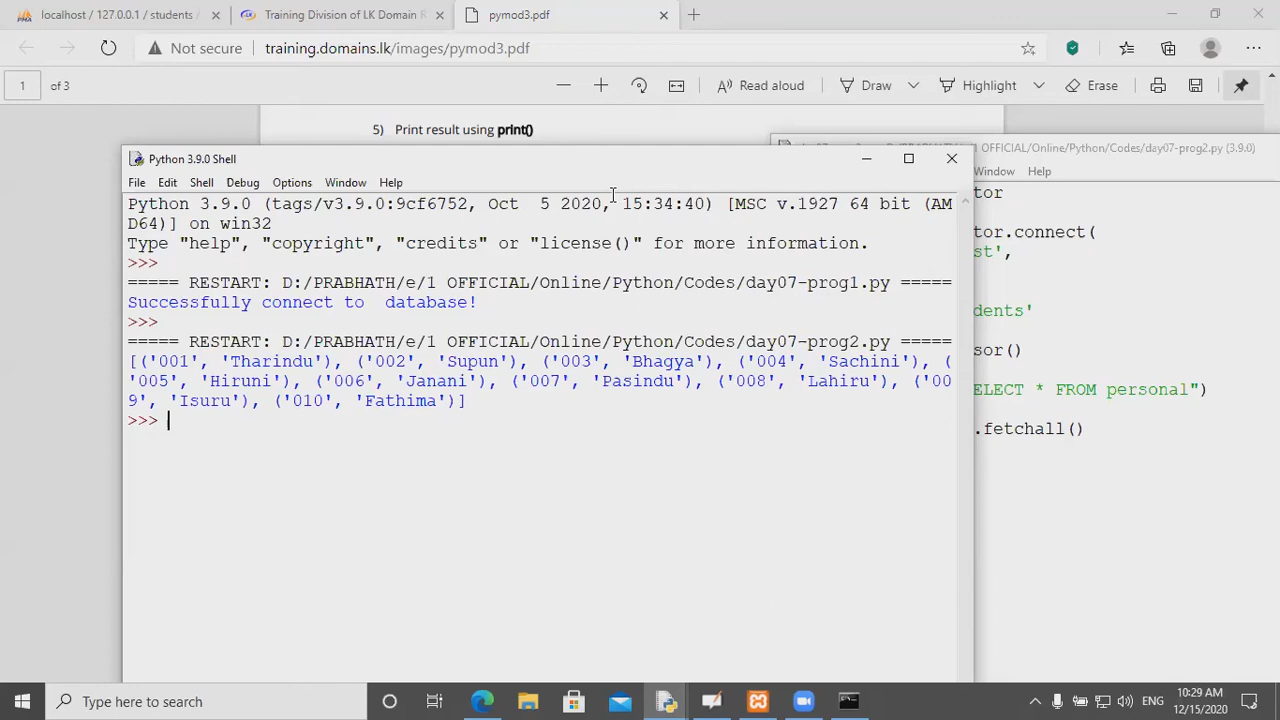 localhost / 127.0.0.1 / students /
Training Division of LK Domain R
pymod3.pdf
Not secure
training.domains.lk/images/pymod3.pdf
1
of 3
Read aloud
Draw
Highlight
Erase
5) Print result using print()
OFFICIAL/Online/Python/Codes/day07-prog2.py (3.9.0)
Window
Help
tor
tor.connect(
st',
dents'
sor()
ELECT * FROM personal")
.fetchall()
Python 3.9.0 Shell
File
Edit
Shell
Debug
Options
Window
Help
Python 3.9.0 (tags/v3.9.0:9cf6752, Oct  5 2020, 15:34:40) [MSC v.1927 64 bit (AM
D64)] on win32
Type "help", "copyright", "credits" or "license()" for more information.
>>>
===== RESTART: D:/PRABHATH/e/1 OFFICIAL/Online/Python/Codes/day07-prog1.py =====
Successfully connect to  database!
>>>
===== RESTART: D:/PRABHATH/e/1 OFFICIAL/Online/Python/Codes/day07-prog2.py =====
[('001', 'Tharindu'), ('002', 'Supun'), ('003', 'Bhagya'), ('004', 'Sachini'), (
'005', 'Hiruni'), ('006', 'Janani'), ('007', 'Pasindu'), ('008', 'Lahiru'), ('00
9', 'Isuru'), ('010', 'Fathima')]
>>>
Type here to search
ENG
10:29 AM
12/15/2020